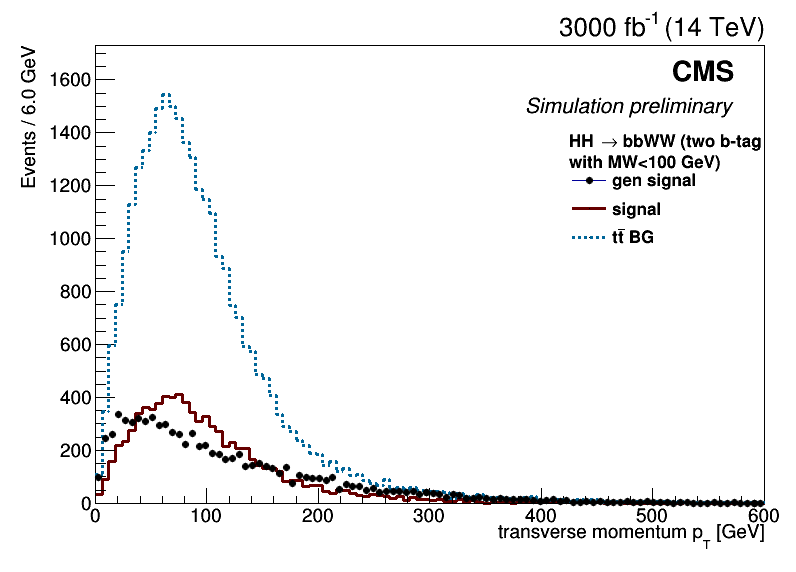 3000 fb⁻¹ (14 TeV)
CMS
Simulation preliminary
HH → bbWW (two b-tag
with MW<100 GeV)
gen signal
signal
tt̄ BG
Events / 6.0 GeV
1600
1400
1200
1000
800
600
400
200
0
0 100 200 300 400 500 600
transverse momentum p_T [GeV]